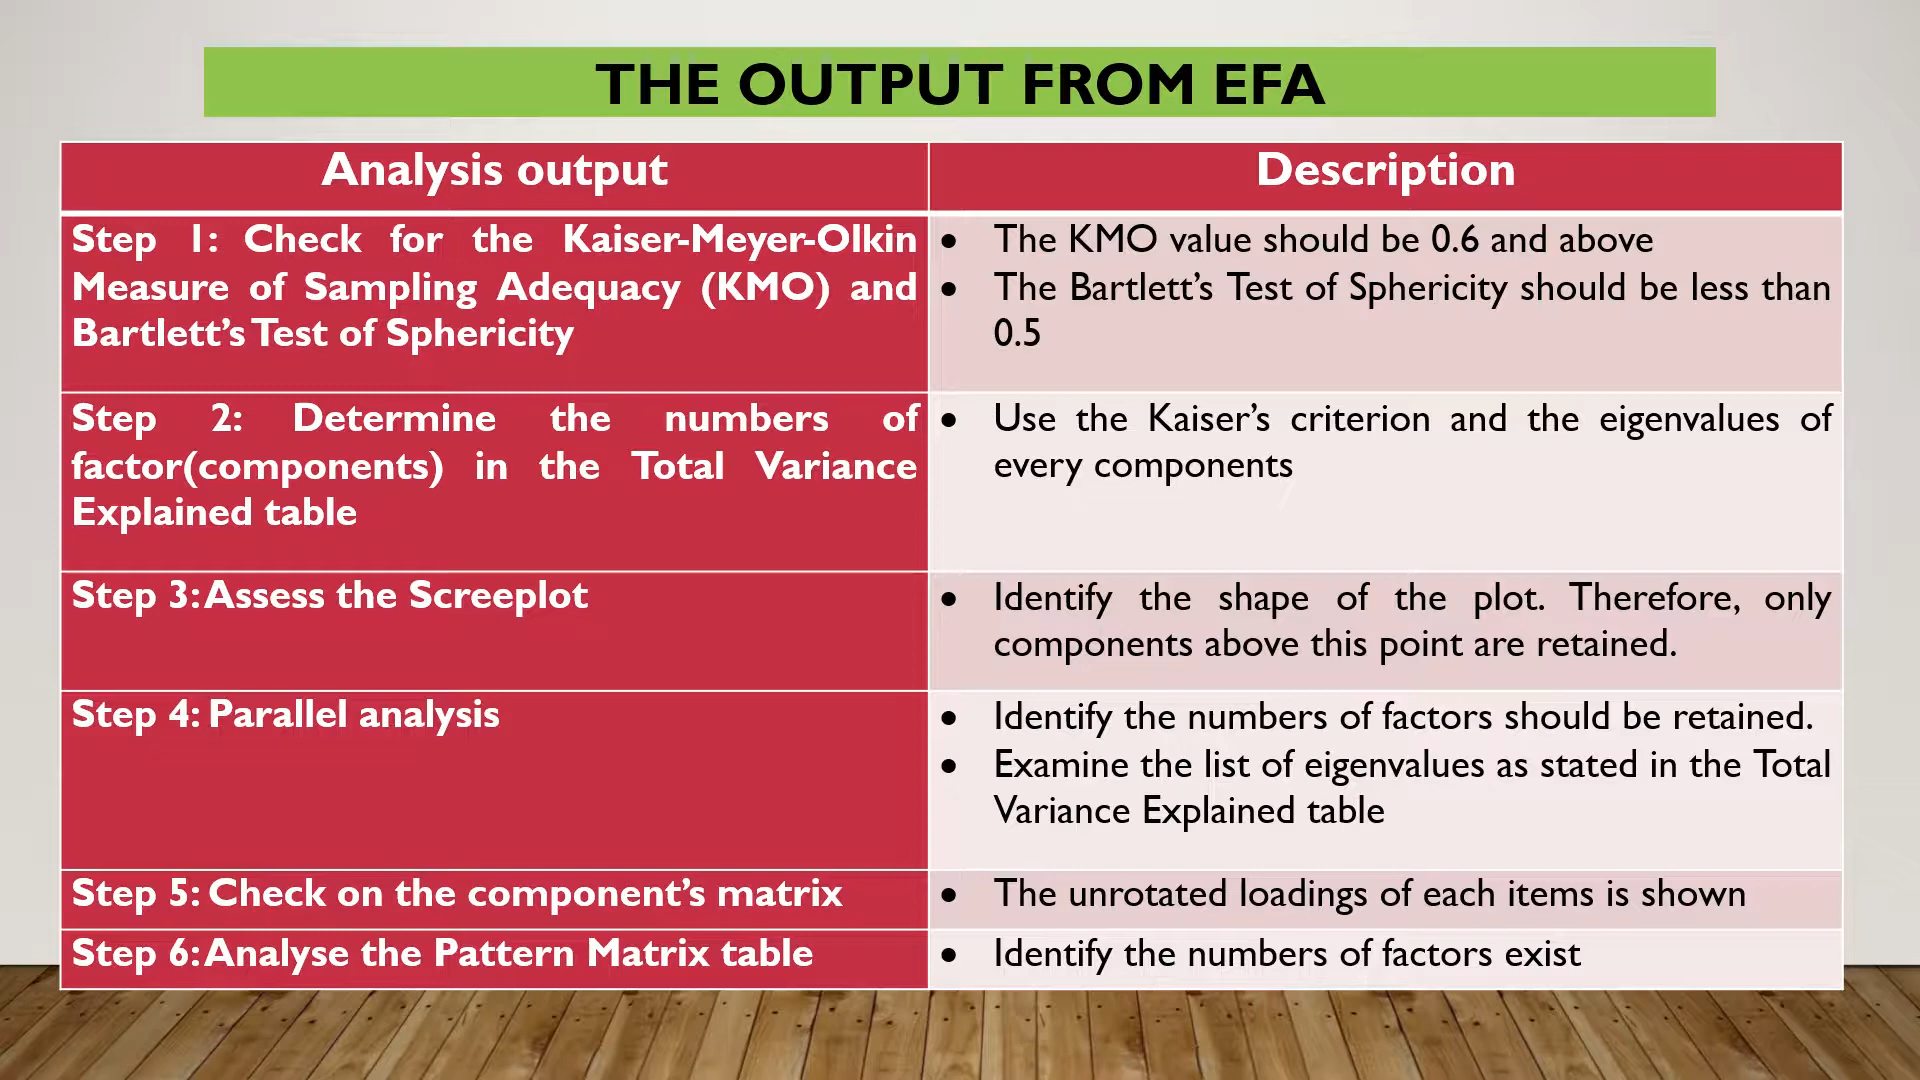 THE OUTPUT FROM EFA
Analysis output
Description
Step 1: Check for the Kaiser-Meyer-Olkin
Measure of Sampling Adequacy (KMO) and
Bartlett's Test of Sphericity
• The KMO value should be 0.6 and above
• The Bartlett's Test of Sphericity should be less than
0.5
Step 2: Determine the numbers of
factor(components) in the Total Variance
Explained table
• Use the Kaiser's criterion and the eigenvalues of
every components
Step 3: Assess the Screeplot
• Identify the shape of the plot. Therefore, only
components above this point are retained.
Step 4: Parallel analysis
• Identify the numbers of factors should be retained.
• Examine the list of eigenvalues as stated in the Total
Variance Explained table
Step 5: Check on the component's matrix
• The unrotated loadings of each items is shown
Step 6: Analyse the Pattern Matrix table
• Identify the numbers of factors exist